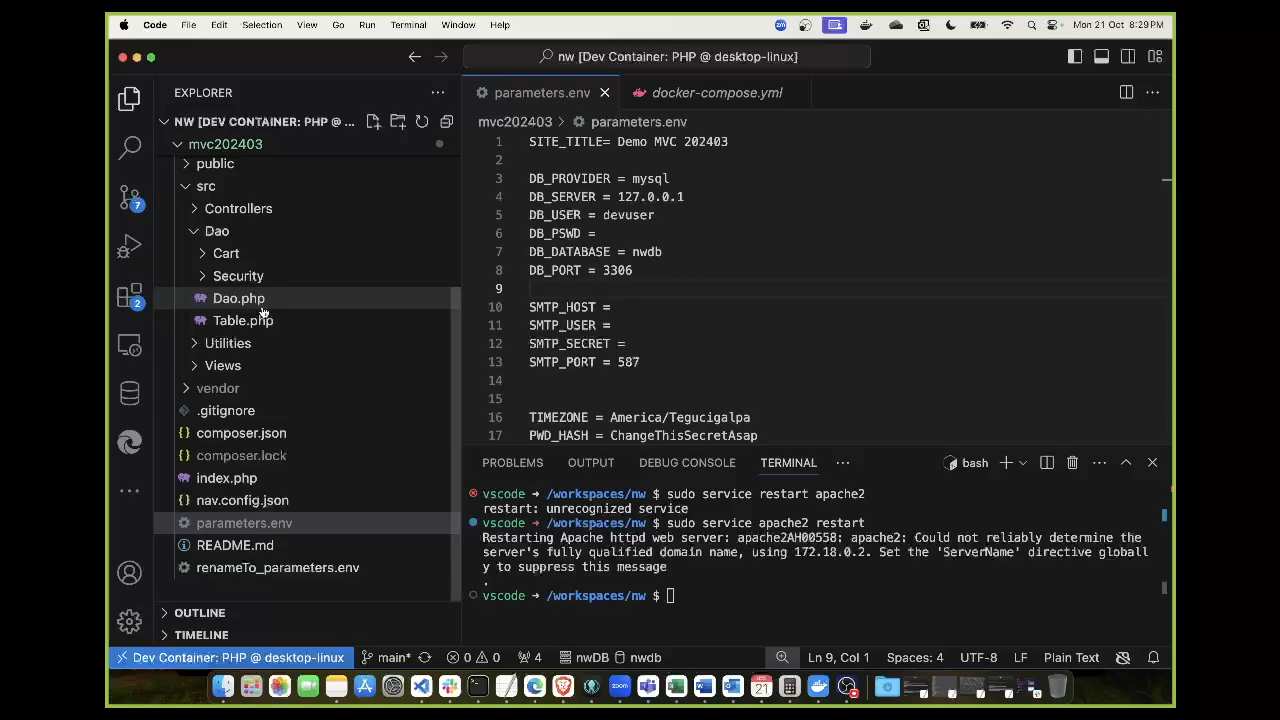 Code File Edit Selection View Go Run Terminal Window Help
zm
Mon 21 Oct 8:29 PM
nw [Dev Container: PHP @ desktop-linux]
EXPLORER
NW [DEV CONTAINER: PHP @ ...
mvc202403
public
src
Controllers
Dao
Cart
Security
Dao.php
Table.php
Utilities
Views
vendor
.gitignore
composer.json
composer.lock
index.php
nav.config.json
parameters.env
README.md
renameTo_parameters.env
OUTLINE
TIMELINE
7
2
parameters.env
docker-compose.yml
mvc202403 > parameters.env
1 SITE_TITLE= Demo MVC 202403
2
3 DB_PROVIDER = mysql
4 DB_SERVER = 127.0.0.1
5 DB_USER = devuser
6 DB_PSWD =
7 DB_DATABASE = nwdb
8 DB_PORT = 3306
9
10 SMTP_HOST =
11 SMTP_USER =
12 SMTP_SECRET =
13 SMTP_PORT = 587
14
15
16 TIMEZONE = America/Tegucigalpa
17 PWD_HASH = ChangeThisSecretAsap
PROBLEMS OUTPUT DEBUG CONSOLE TERMINAL ... bash
vscode → /workspaces/nw $ sudo service restart apache2
restart: unrecognized service
vscode → /workspaces/nw $ sudo service apache2 restart
Restarting Apache httpd web server: apache2AH00558: apache2: Could not reliably determine the
server's fully qualified domain name, using 172.18.0.2. Set the 'ServerName' directive globall
y to suppress this message
.
vscode → /workspaces/nw $
Dev Container: PHP @ desktop-linux main* 0 0 4 nwDB nwdb Ln 9, Col 1 Spaces: 4 UTF-8 LF Plain Text
zoom
21